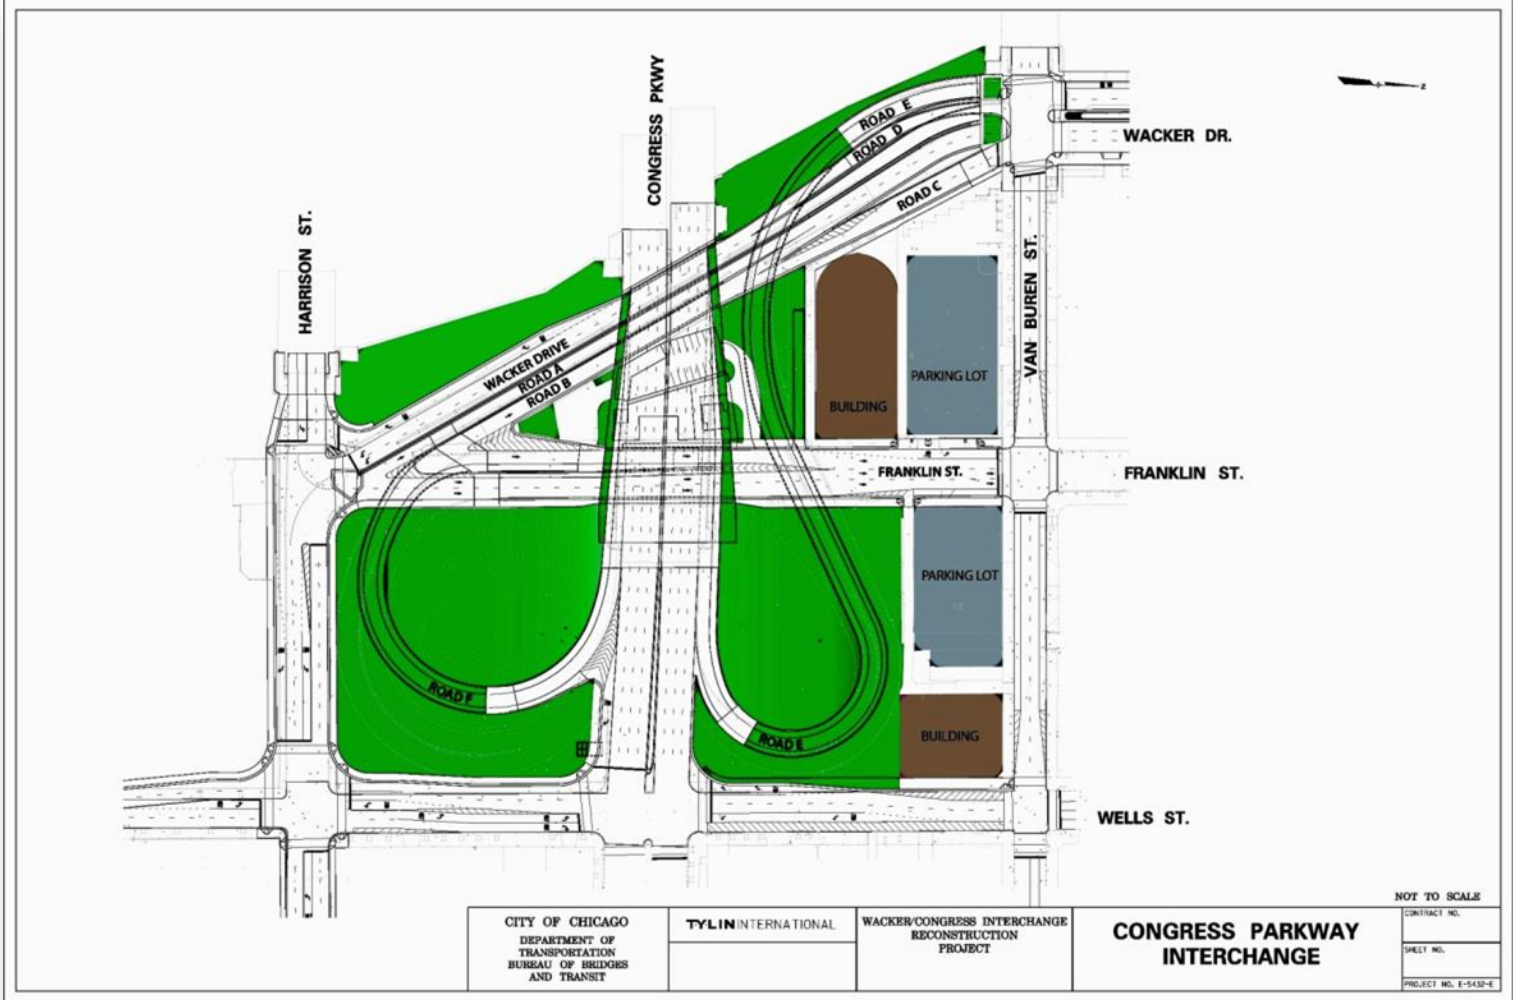 CONGRESS PKWY
HARRISON ST.
ROAD E
ROAD D
ROAD C
WACKER DR.
Z
VAN BUREN ST.
WACKER DRIVE
ROAD A
ROAD B
BUILDING
PARKING LOT
FRANKLIN ST.
FRANKLIN ST.
PARKING LOT
ROAD F
ROAD E
BUILDING
WELLS ST.
NOT TO SCALE
CITY OF CHICAGO
DEPARTMENT OF
TRANSPORTATION
BUREAU OF BRIDGES
AND TRANSIT
TYLININTERNATIONAL
WACKER/CONGRESS INTERCHANGE
RECONSTRUCTION
PROJECT
CONGRESS PARKWAY
INTERCHANGE
CONTRACT NO.
SHEET NO.
PROJECT NO. E-5432-E